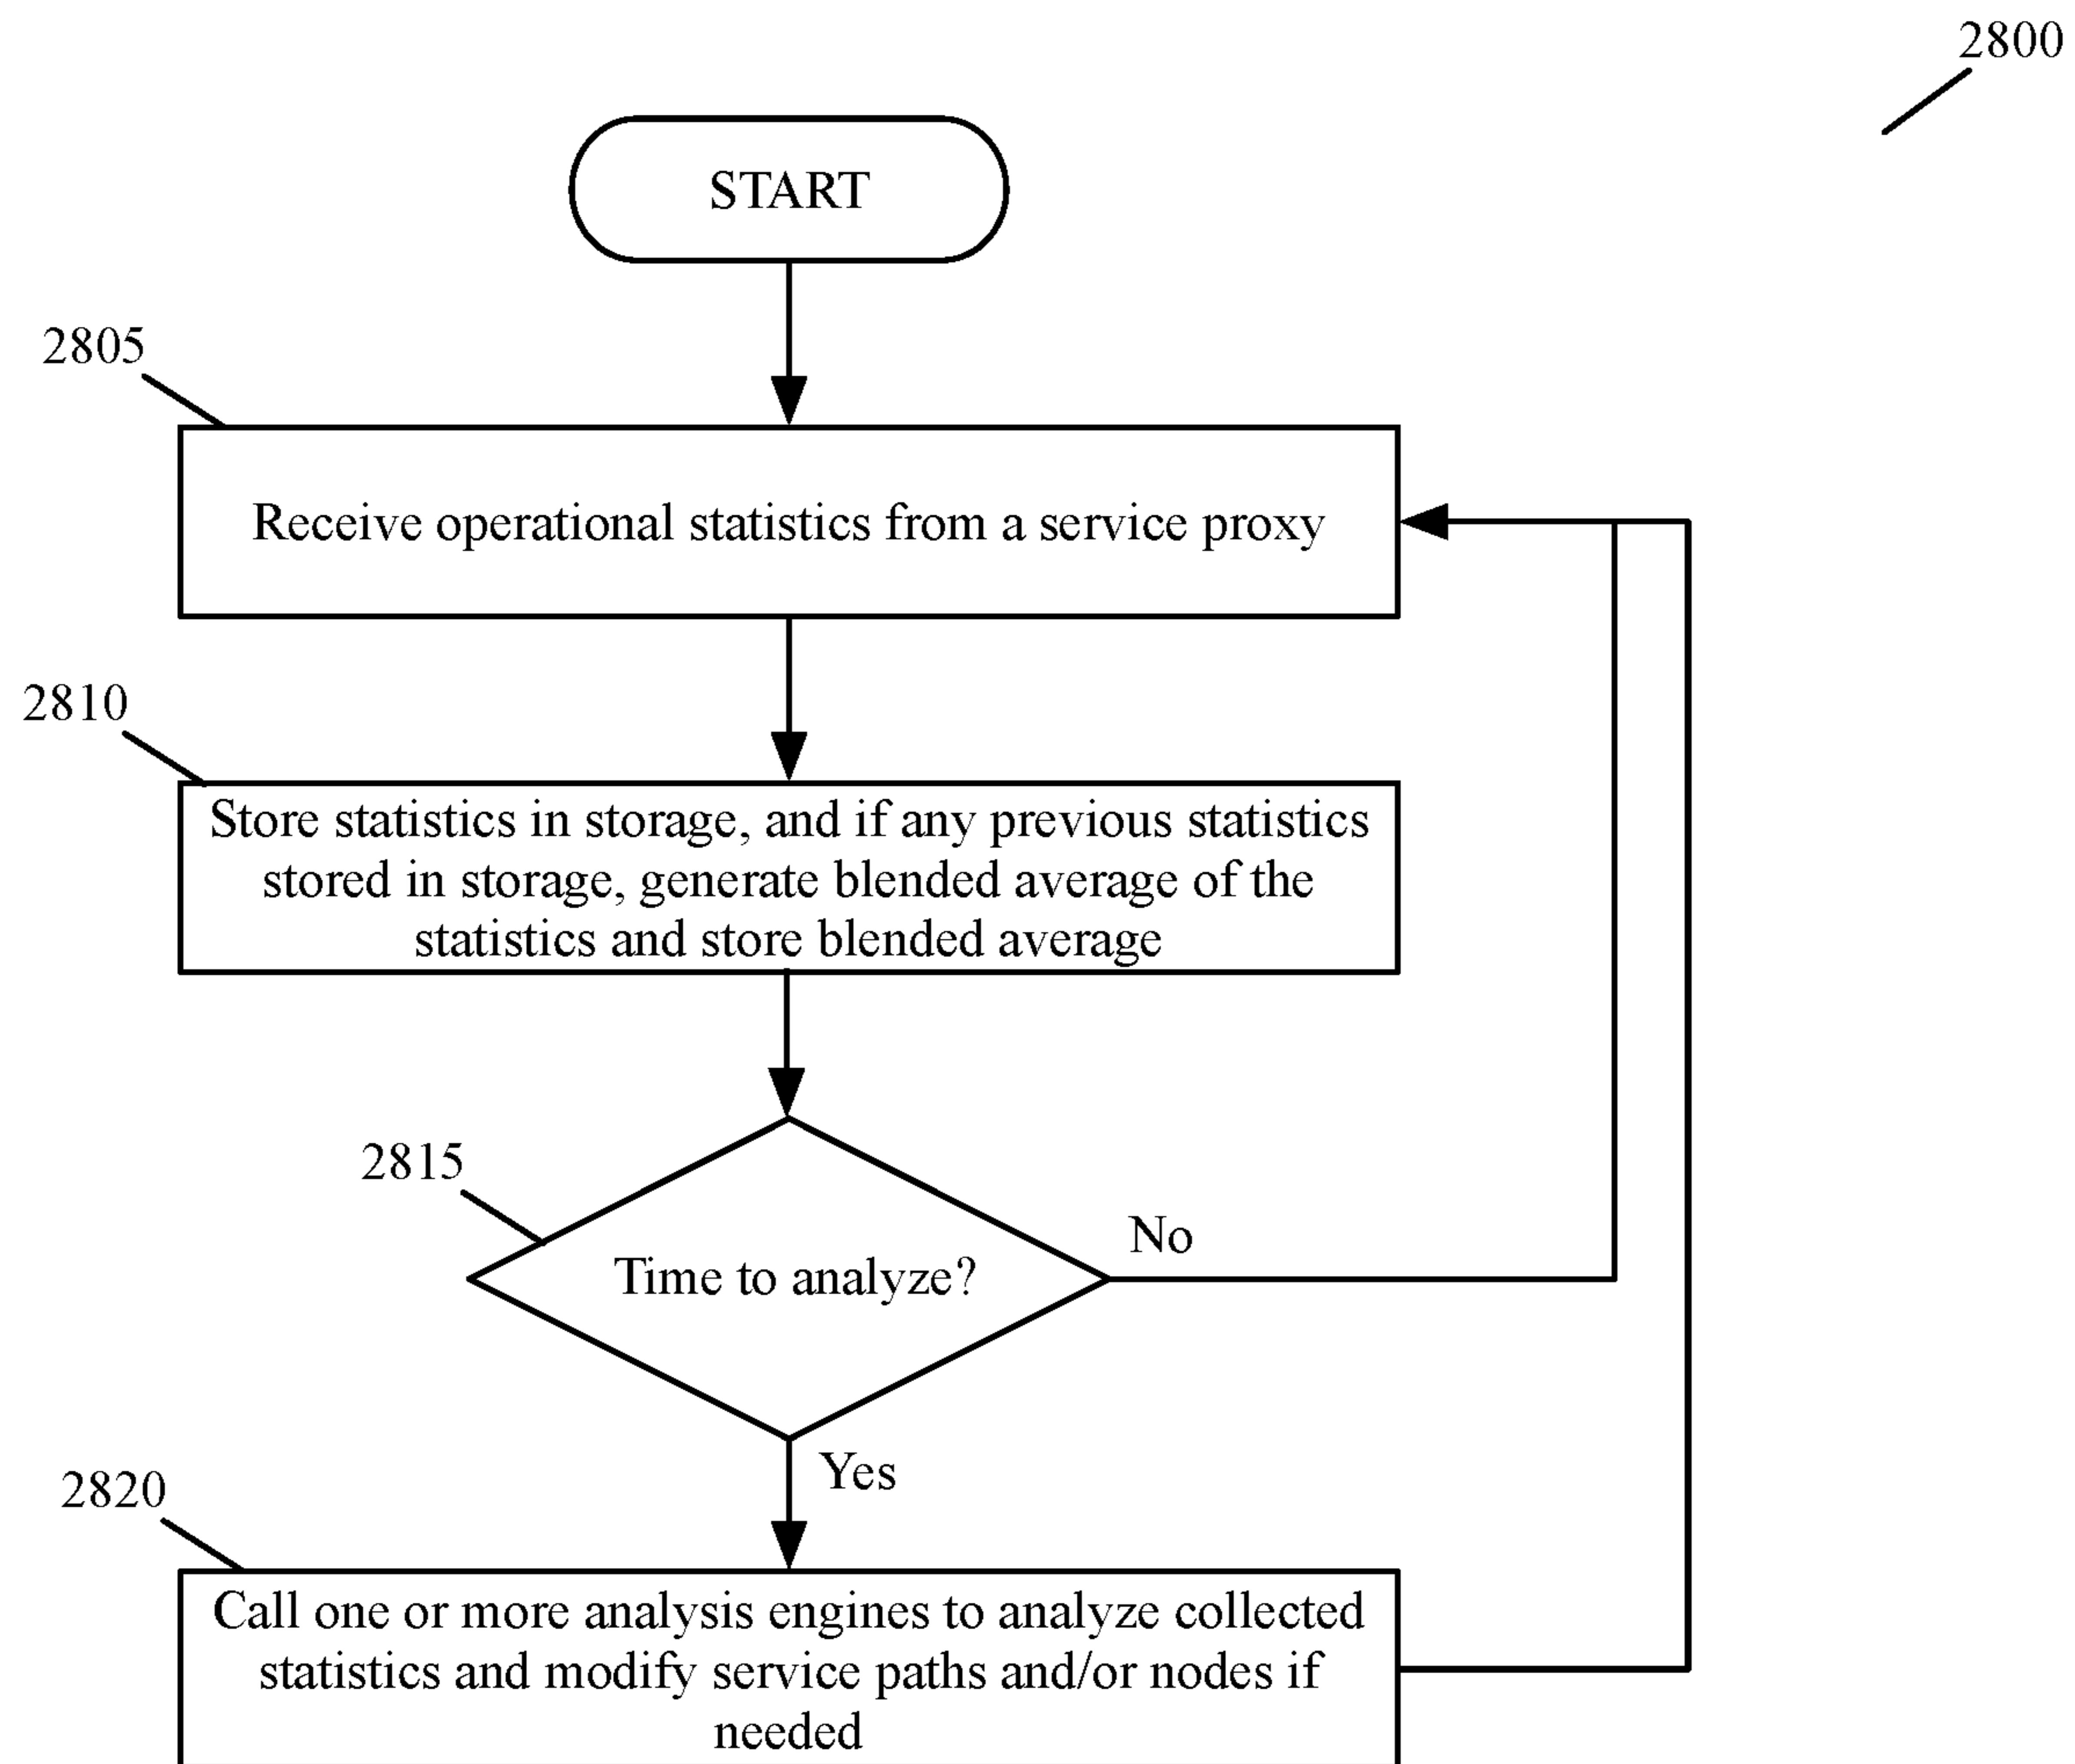 2800
START
2805
Receive operational statistics from a service proxy
2810
Store statistics in storage, and if any previous statistics
stored in storage, generate blended average of the
statistics and store blended average
2815
Time to analyze?
No
Yes
2820
Call one or more analysis engines to analyze collected
statistics and modify service paths and/or nodes if
needed